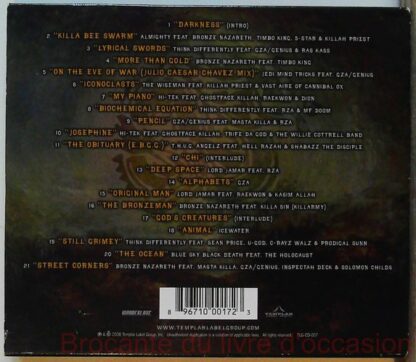 1 "DARKNESS" (INTRO)
2 "KILLA BEE SWARM" ALMIGHTY FEAT. BRONZE NAZARETH, TIMBO KING, 5-STAR & KILLAH PRIEST
3 "LYRICAL SWORDS" THINK DIFFERENTLY FEAT. GZA/GENIUS & RAS KASS
4 "MORE THAN GOLD" BRONZE NAZARETH FEAT. TIMBO KING
5 "ON THE EVE OF WAR (JULIO CAESAR CHAVEZ MIX)" JEDI MIND TRICKS FEAT. GZA/GENIUS
6 "ICONOCLASTS" THE WISEMEN FEAT. KILLAH PRIEST & VAST AIRE OF CANNIBAL OX
7 "MY PIANO" HI-TEK FEAT. GHOSTFACE KILLAH, RAEKWON & DION
8 "BIOCHEMICAL EQUATION" THINK DIFFERENTLY FEAT. RZA & MF DOOM
9 "PENCIL" GZA/GENIUS FEAT. MASTA KILLA & RZA
10 "JOSEPHINE" HI-TEK FEAT. GHOSTFACE KILLAH, TRIFE DA GOD & THE WILLIE COTTRELL BAND
11 "THE OBITUARY (E.B.C.G.)" T.H.U.G. ANGELZ FEAT. HELL RAZAH & SHABAZZ THE DISCIPLE
12 "CHI" (INTERLUDE)
13 "DEEP SPACE" LORD JAMAR FEAT. RZA
14 "ALPHABETS" GZA
15 "ORIGINAL MAN" LORD JAMAR FEAT. RAEKWON & KASIM ALLAH
16 "THE BRONZEMAN" BRONZE NAZARETH FEAT. KILLA SIN (KILLARMY)
17 "GOD'S CREATURES" (INTERLUDE)
18 "ANIMAL" ICEWATER
19 "STILL GRIMEY" THINK DIFFERENTLY FEAT. SEAN PRICE, U-GOD, C-RAYZ WALZ & PRODIGAL SUNN
20 "THE OCEAN" BLUE SKY BLACK DEATH FEAT. THE HOLOCAUST
21 "STREET CORNERS" BRONZE NAZARETH FEAT. MASTA KILLA, GZA/GENIUS, INSPECTAH DECK & SOLOMON CHILDS
8 96710 00172 3
TEMPLAR
WWW.TEMPLARLABELGROUP.COM
Brocante du livre d'occasion